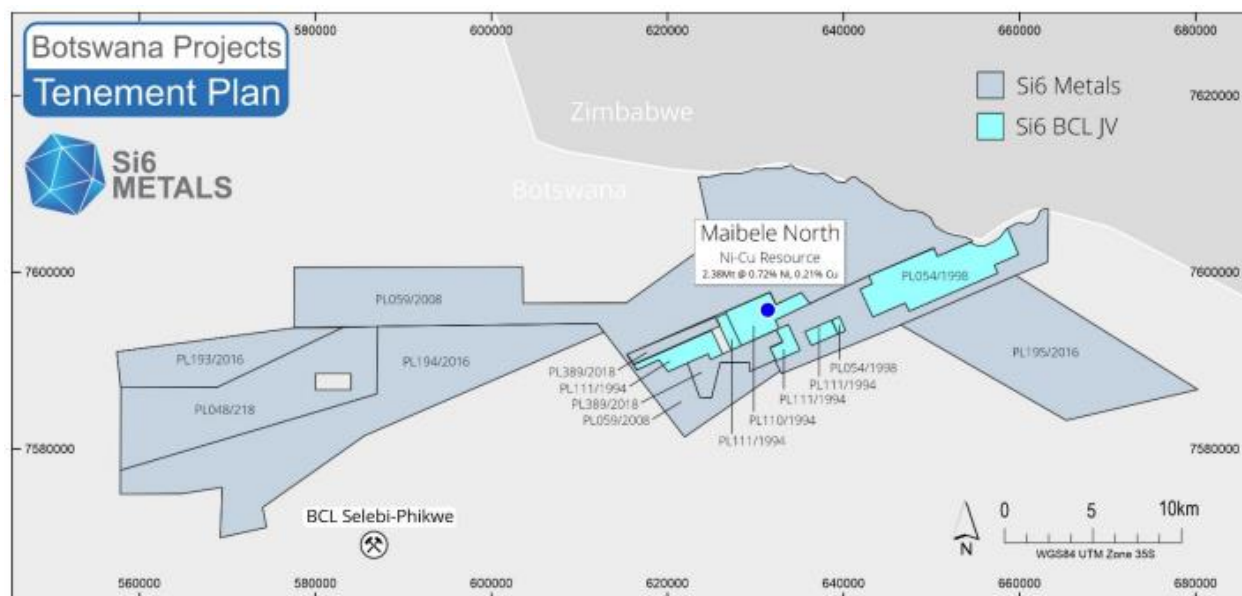 580000 600000 620000 640000 660000 680000
Botswana Projects
Tenement Plan
Si6
METALS
Si6 Metals
Si6 BCL JV
7620000 7620000
Zimbabwe
Botswana
Maibele North
Ni-Cu Resource
2.38Mt @ 0.72% Ni, 0.21% Cu
7600000 7600000
PL054/1998
PL059/2008
PL193/2016
PL194/2016
PL048/218
PL195/2016
PL389/2018
PL111/1994
PL389/2018
PL059/2008
PL111/1994
PL110/1994
PL111/1994
PL111/1994
PL054/1998
7580000 7580000
BCL Selebi-Phikwe
N
0 5 10km
WGS84 UTM Zone 35S
560000 580000 600000 620000 640000 660000 680000